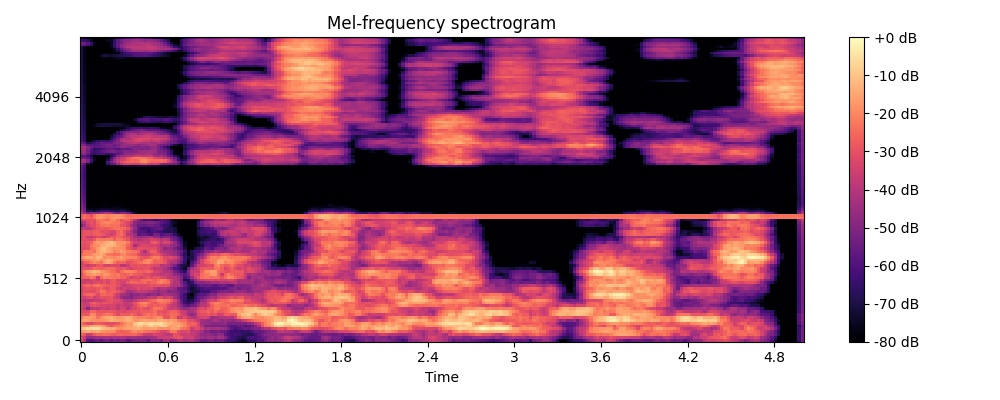 Mel-frequency spectrogram
Hz
4096
2048
1024
512
0
0 0.6 1.2 1.8 2.4 3 3.6 4.2 4.8
Time
+0 dB
-10 dB
-20 dB
-30 dB
-40 dB
-50 dB
-60 dB
-70 dB
-80 dB